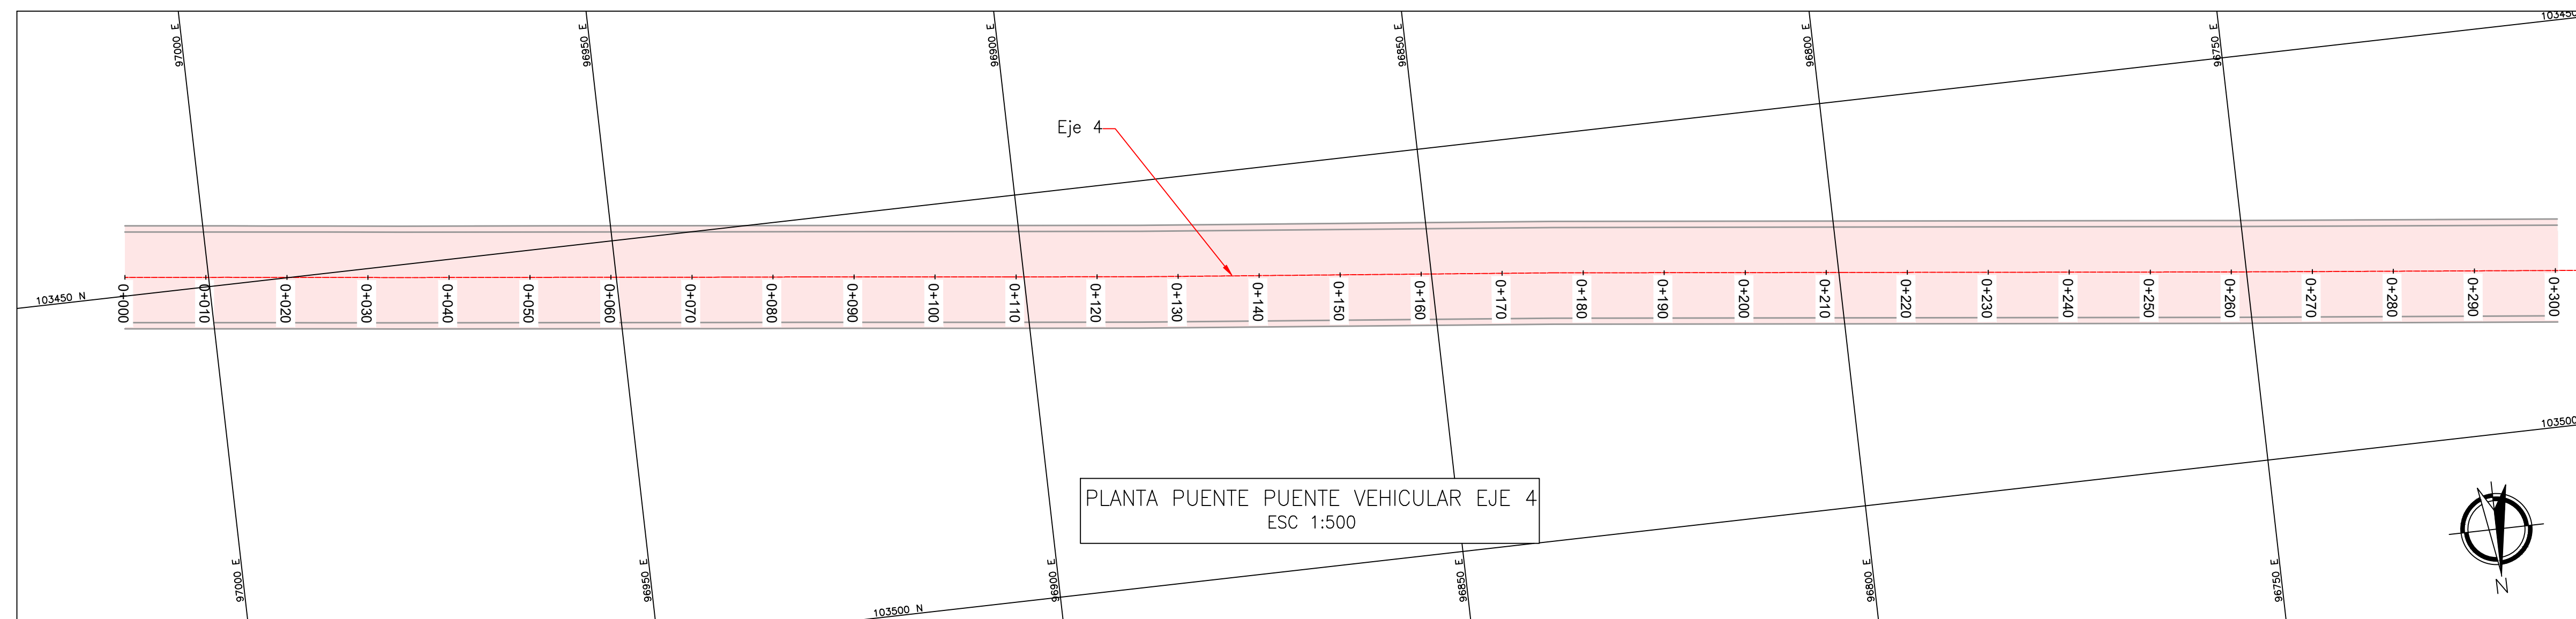 97000 E
96950 E
96900 E
96850 E
96800 E
96750 E
103450
Eje 4
103450 N
0+000
0+010
0+020
0+030
0+040
0+050
0+060
0+070
0+080
0+090
0+100
0+110
0+120
0+130
0+140
0+150
0+160
0+170
0+180
0+190
0+200
0+210
0+220
0+230
0+240
0+250
0+260
0+270
0+280
0+290
0+300
103500
PLANTA PUENTE PUENTE VEHICULAR EJE 4
ESC 1:500
97000 E
96950 E
96900 E
96850 E
96800 E
96750 E
N
103500 N